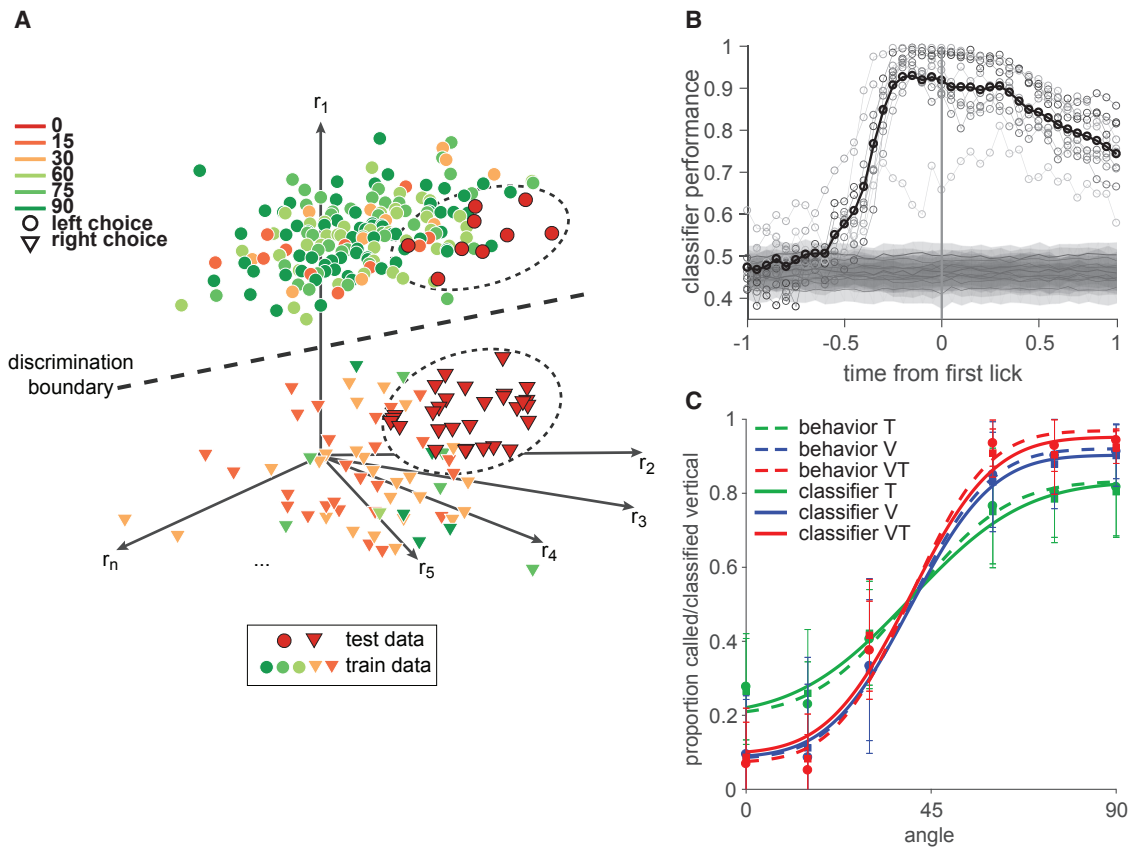 A
r1
0
15
30
60
75
90
left choice
right choice
discrimination
boundary
r2
r3
r4
r5
...
rn
test data
train data
B
classifier performance
1
0.9
0.8
0.7
0.6
0.5
0.4
-1
-0.5
0
0.5
1
time from first lick
C
proportion called/classified vertical
1
0.8
0.6
0.4
0.2
0
behavior T
behavior V
behavior VT
classifier T
classifier V
classifier VT
0
45
90
angle